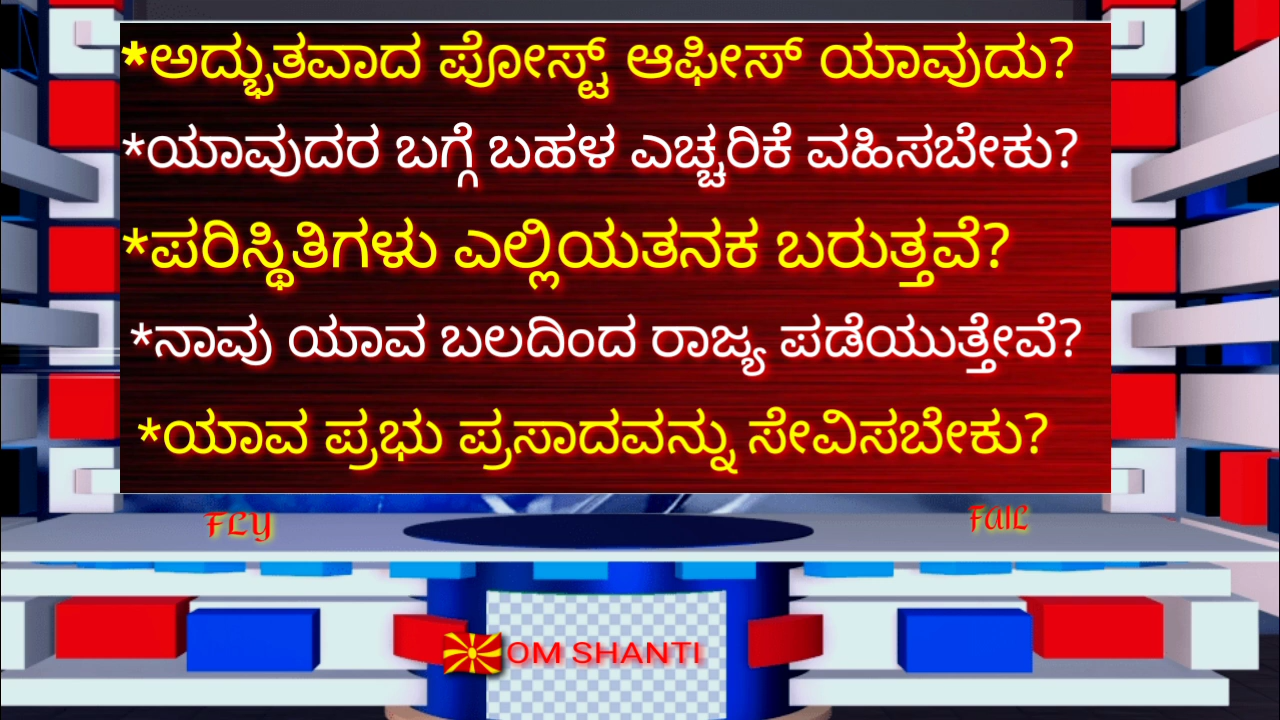 *ಅದ್ಭುತವಾದ ಪೋಸ್ಟ್ ಆಫೀಸ್ ಯಾವುದು?
*ಯಾವುದರ ಬಗ್ಗೆ ಬಹಳ ಎಚ್ಚರಿಕೆ ವಹಿಸಬೇಕು?
*ಪರಿಸ್ಥಿತಿಗಳು ಎಲ್ಲಿಯತನಕ ಬರುತ್ತವೆ?
*ನಾವು ಯಾವ ಬಲದಿಂದ ರಾಜ್ಯ ಪಡೆಯುತ್ತೇವೆ?
*ಯಾವ ಪ್ರಭು ಪ್ರಸಾದವನ್ನು ಸೇವಿಸಬೇಕು?
FLY
FAIL
OM SHANTI